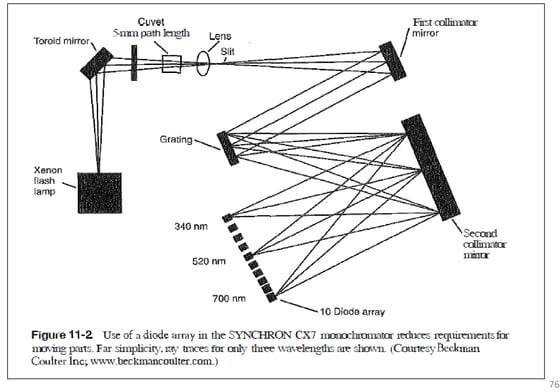 Cuvet
5-mm path length
Lens
Toroid mirror
Slit
First collimator
mirror
Grating
Xenon
flash
lamp
340 nm
520 nm
700 nm
Second
collimator
mirror
10 Diode array
Figure 11-2 Use of a diode array in the SYNCHRON CX7 monochromator reduces requirements for
moving parts. Far simplicity, ray traces for only three wavelengths are shown. (Courtesy Beckman
Coulter Inc; www.beckmancoulter.com.)
76